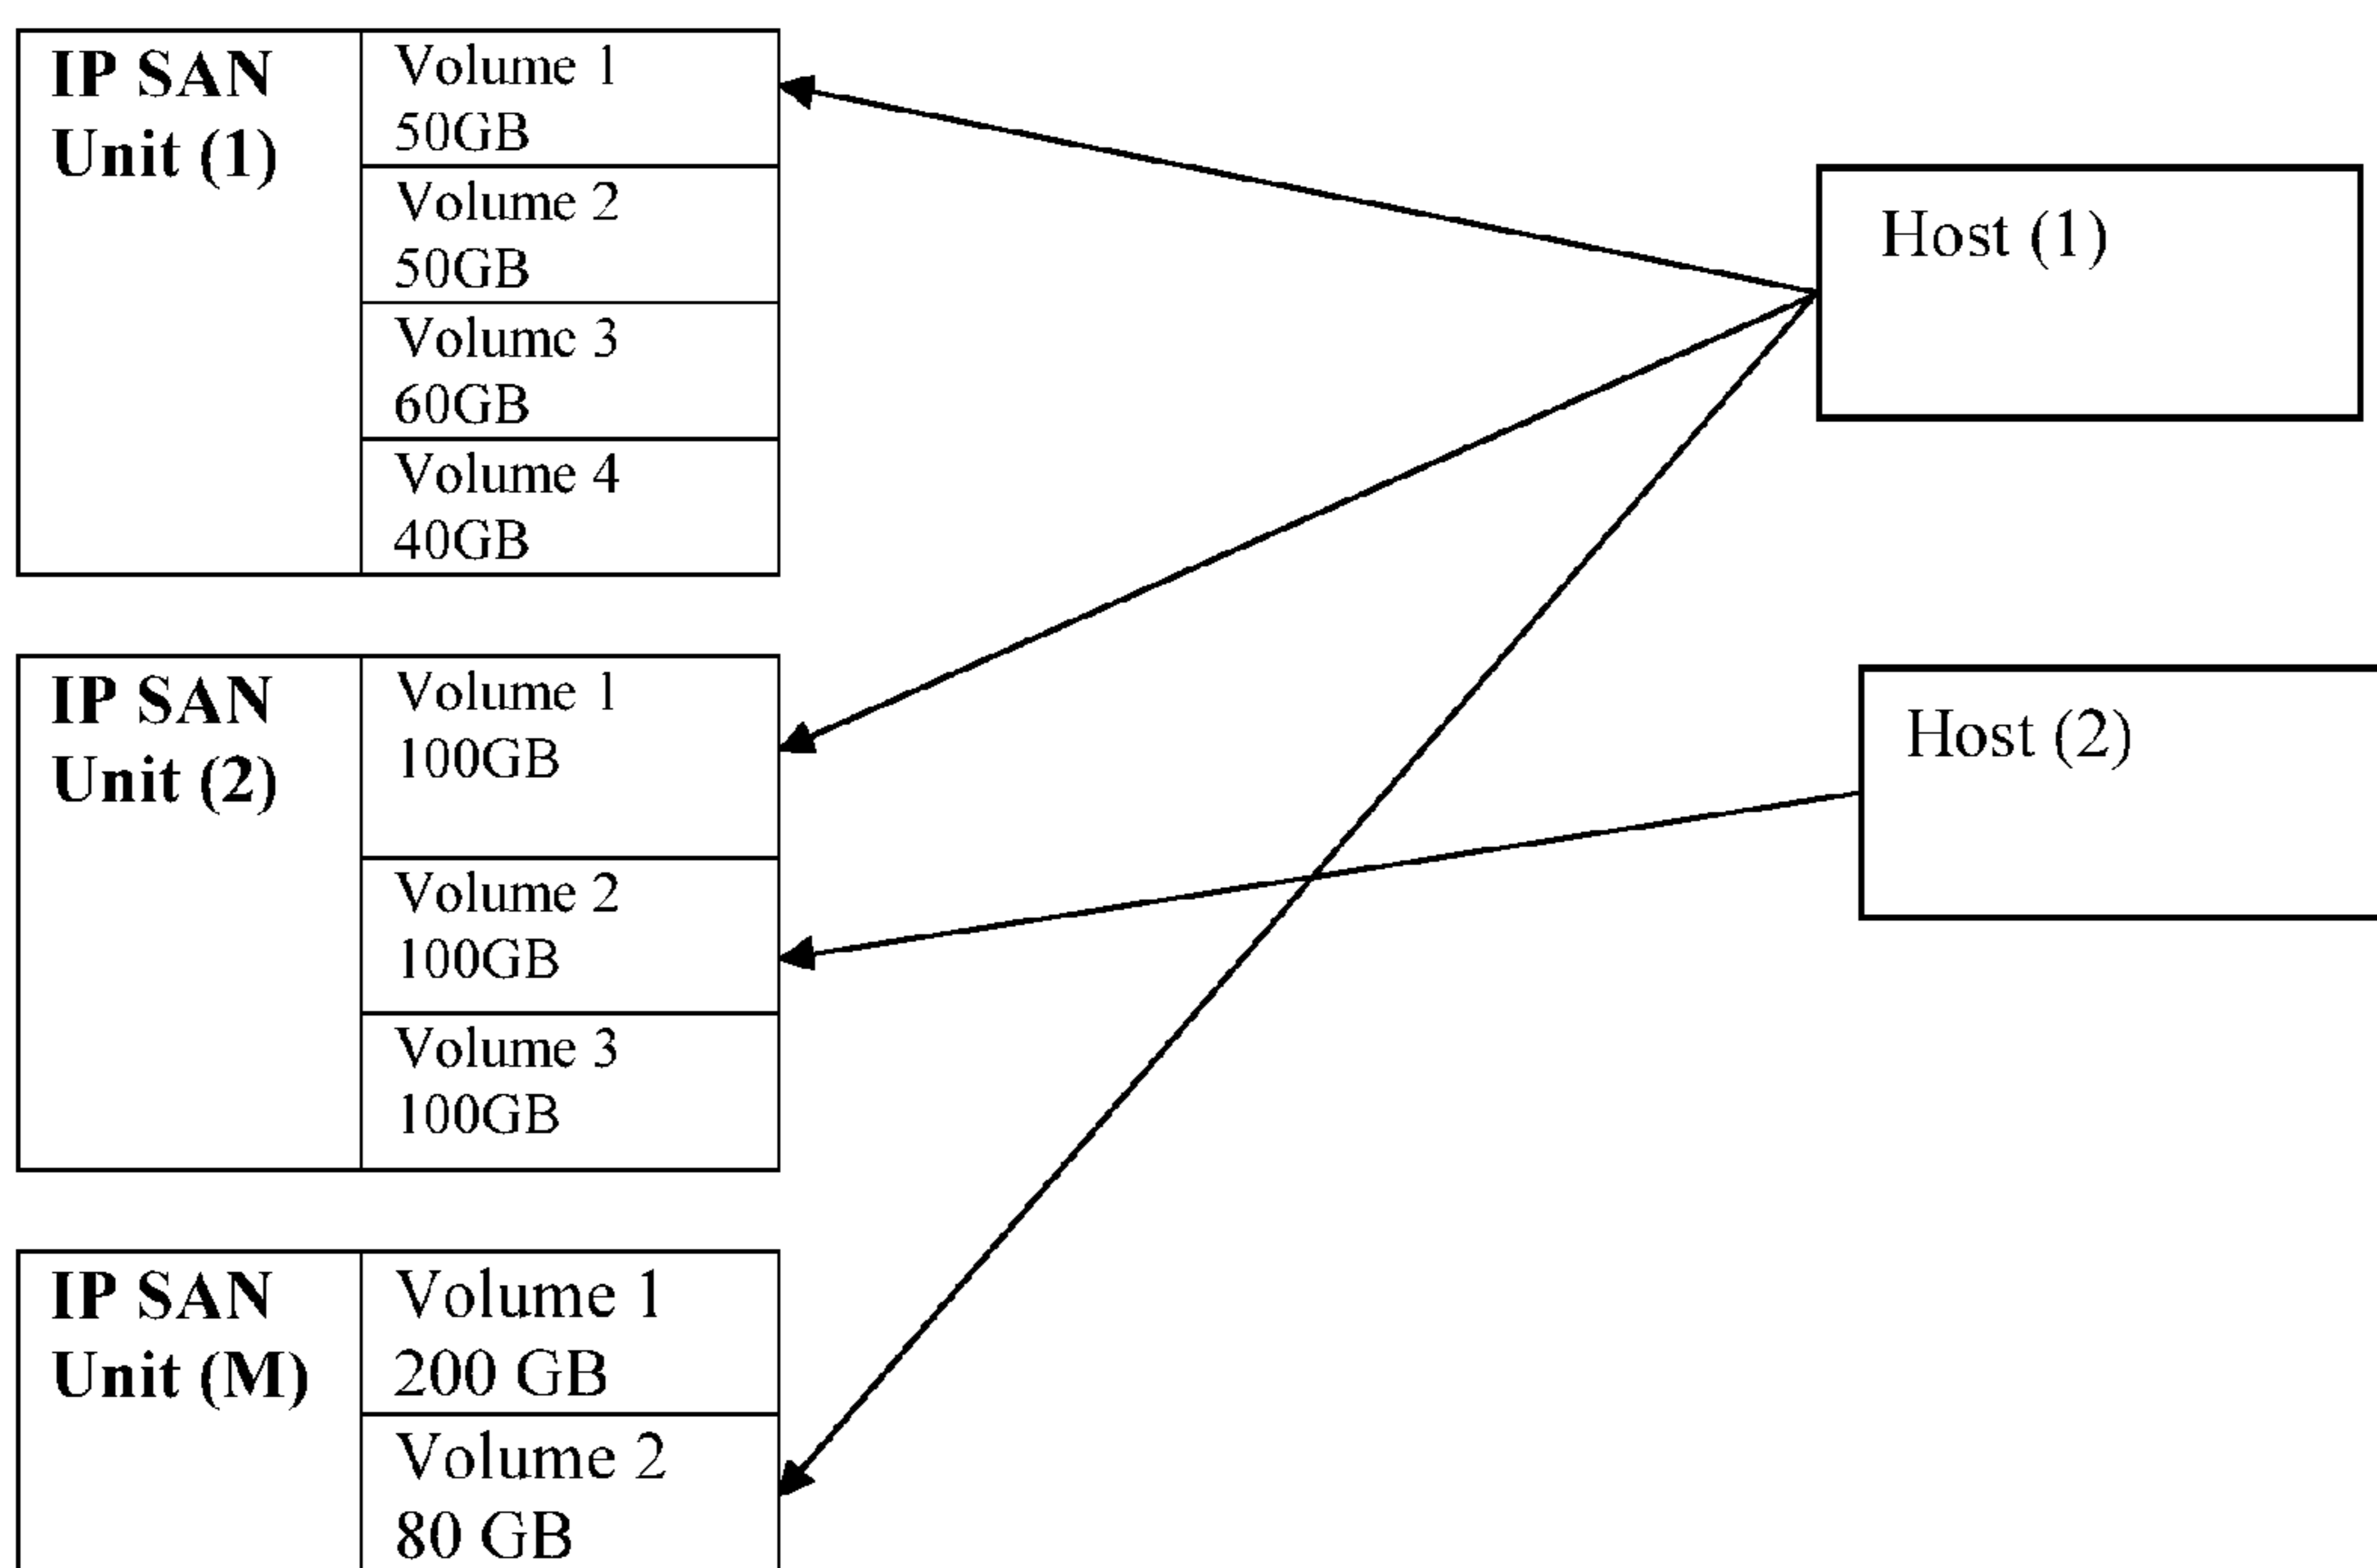 IP SAN
Unit (1)
Volume 1
50GB
Volume 2
50GB
Volume 3
60GB
Volume 4
40GB
Host (1)
IP SAN
Unit (2)
Volume 1
100GB
Volume 2
100GB
Volume 3
100GB
Host (2)
IP SAN
Unit (M)
Volume 1
200 GB
Volume 2
80 GB